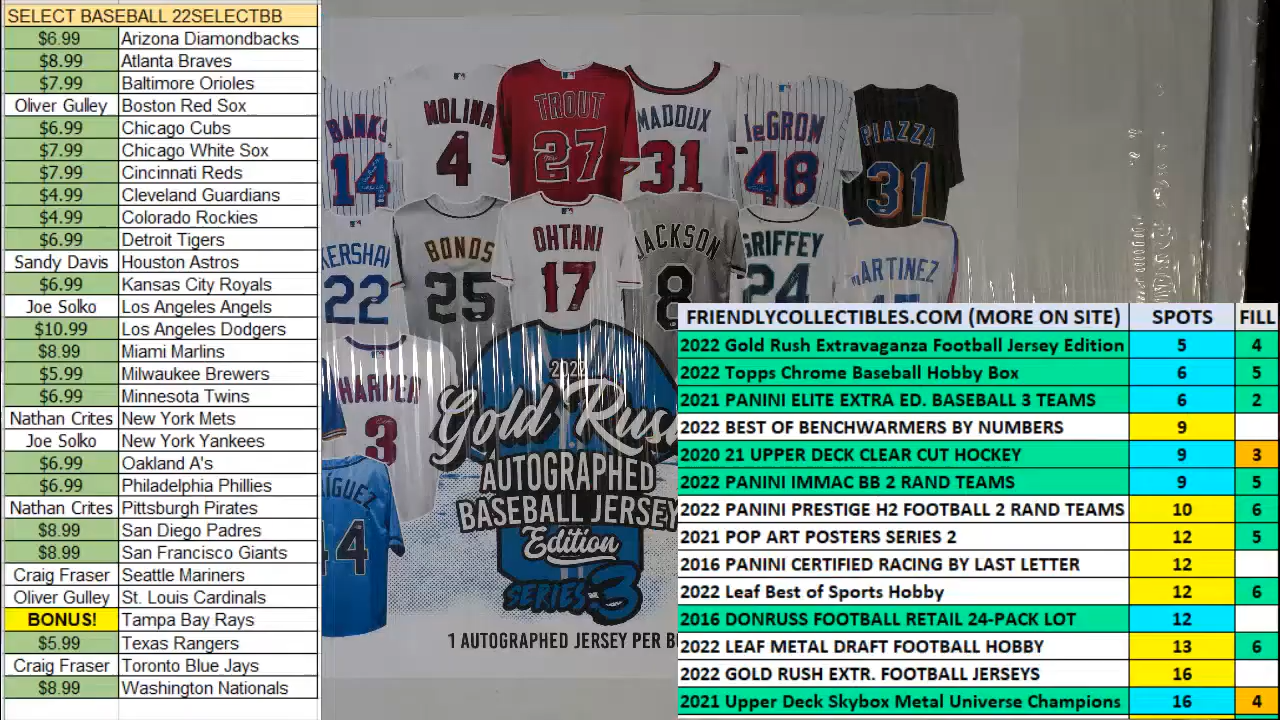 SELECT BASEBALL 22SELECTBB
$6.99 Arizona Diamondbacks
$8.99 Atlanta Braves
$7.99 Baltimore Orioles
Oliver Gulley Boston Red Sox
$6.99 Chicago Cubs
$7.99 Chicago White Sox
$7.99 Cincinnati Reds
$4.99 Cleveland Guardians
$4.99 Colorado Rockies
$6.99 Detroit Tigers
Sandy Davis Houston Astros
$6.99 Kansas City Royals
Joe Solko Los Angeles Angels
$10.99 Los Angeles Dodgers
$8.99 Miami Marlins
$5.99 Milwaukee Brewers
$6.99 Minnesota Twins
Nathan Crites New York Mets
Joe Solko New York Yankees
$6.99 Oakland A's
$6.99 Philadelphia Phillies
Nathan Crites Pittsburgh Pirates
$8.99 San Diego Padres
$8.99 San Francisco Giants
Craig Fraser Seattle Mariners
Oliver Gulley St. Louis Cardinals
BONUS! Tampa Bay Rays
$5.99 Texas Rangers
Craig Fraser Toronto Blue Jays
$8.99 Washington Nationals
BANKS 14
MOLINA 4
TROUT 27
MADDUX 31
deGROM 48
PIAZZA 31
KERSHAW 22
BONDS 25
OHTANI 17
JACKSON 8
GRIFFEY 24
MARTINEZ
HARPER 3
44
2022
Gold Rush
AUTOGRAPHED
BASEBALL JERSEY
Edition
SERIES 3
1 AUTOGRAPHED JERSEY PER B
FRIENDLYCOLLECTIBLES.COM (MORE ON SITE) SPOTS FILL
2022 Gold Rush Extravaganza Football Jersey Edition 5 4
2022 Topps Chrome Baseball Hobby Box 6 5
2021 PANINI ELITE EXTRA ED. BASEBALL 3 TEAMS 6 2
2022 BEST OF BENCHWARMERS BY NUMBERS 9
2020 21 UPPER DECK CLEAR CUT HOCKEY 9 3
2022 PANINI IMMAC BB 2 RAND TEAMS 9 5
2022 PANINI PRESTIGE H2 FOOTBALL 2 RAND TEAMS 10 6
2021 POP ART POSTERS SERIES 2 12 5
2016 PANINI CERTIFIED RACING BY LAST LETTER 12
2022 Leaf Best of Sports Hobby 12 6
2016 DONRUSS FOOTBALL RETAIL 24-PACK LOT 12
2022 LEAF METAL DRAFT FOOTBALL HOBBY 13 6
2022 GOLD RUSH EXTR. FOOTBALL JERSEYS 16
2021 Upper Deck Skybox Metal Universe Champions 16 4